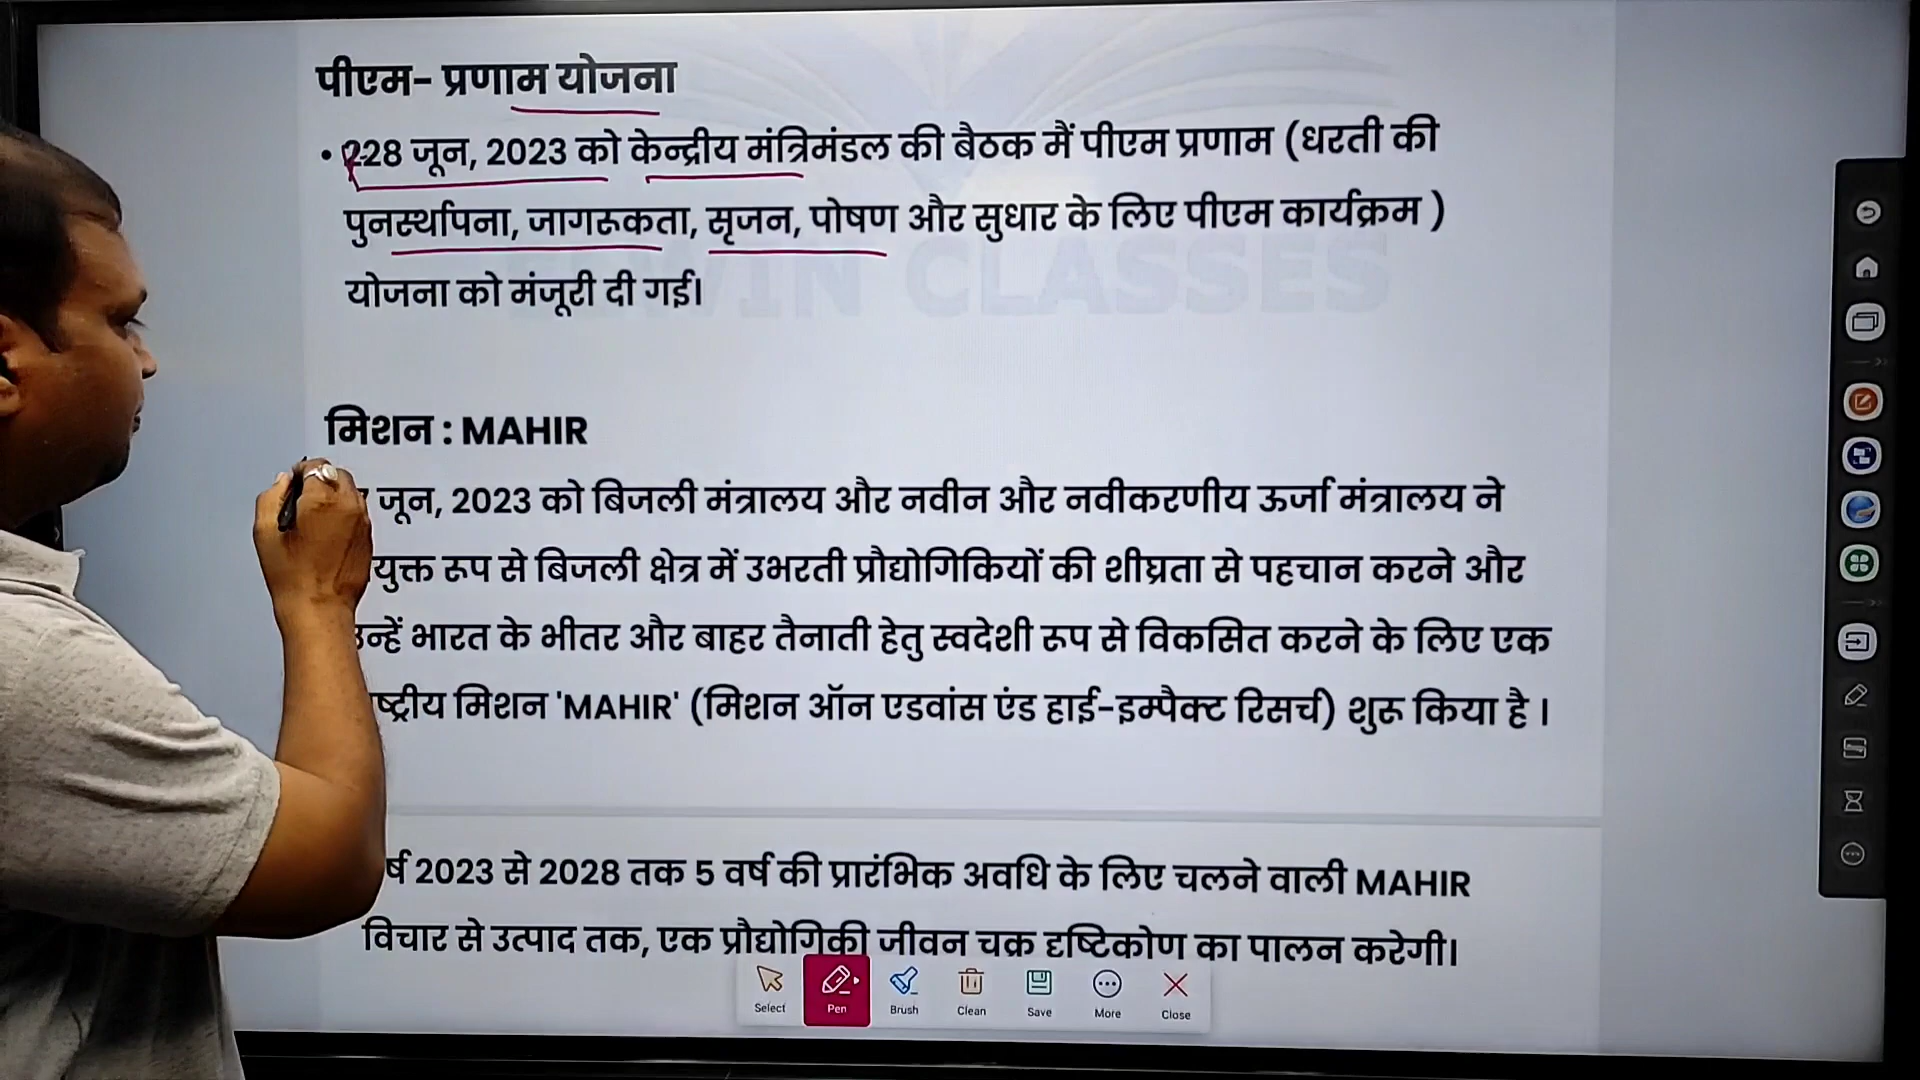 पीएम- प्रणाम योजना
• 228 जून, 2023 को केन्द्रीय मंत्रिमंडल की बैठक मैं पीएम प्रणाम (धरती की
पुनर्स्थापना, जागरूकता, सृजन, पोषण और सुधार के लिए पीएम कार्यक्रम )
योजना को मंजूरी दी गई।
ELWIN CLASSES
मिशन : MAHIR
जून, 2023 को बिजली मंत्रालय और नवीन और नवीकरणीय ऊर्जा मंत्रालय ने
रूप से बिजली क्षेत्र में उभरती प्रौद्योगिकियों की शीघ्रता से पहचान करने और
उन्हें भारत के भीतर और बाहर तैनाती हेतु स्वदेशी रूप से विकसित करने के लिए एक
मिशन 'MAHIR' (मिशन ऑन एडवांस एंड हाई-इम्पैक्ट रिसर्च) शुरू किया है ।
2023 से 2028 तक 5 वर्ष की प्रारंभिक अवधि के लिए चलने वाली MAHIR
विचार से उत्पाद तक, एक प्रौद्योगिकी जीवन चक्र दृष्टिकोण का पालन करेगी।
Select Pen Brush Clean Save More Close